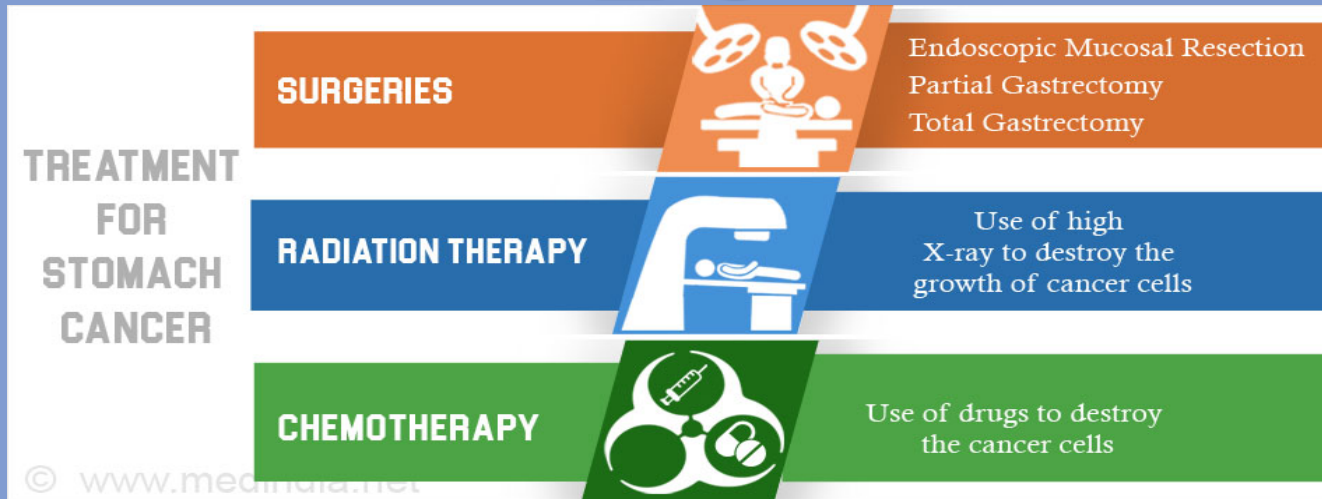 TREATMENT
FOR
STOMACH
CANCER
SURGERIES
Endoscopic Mucosal Resection
Partial Gastrectomy
Total Gastrectomy
RADIATION THERAPY
Use of high
X-ray to destroy the
growth of cancer cells
CHEMOTHERAPY
Use of drugs to destroy
the cancer cells
© www.medindia.net